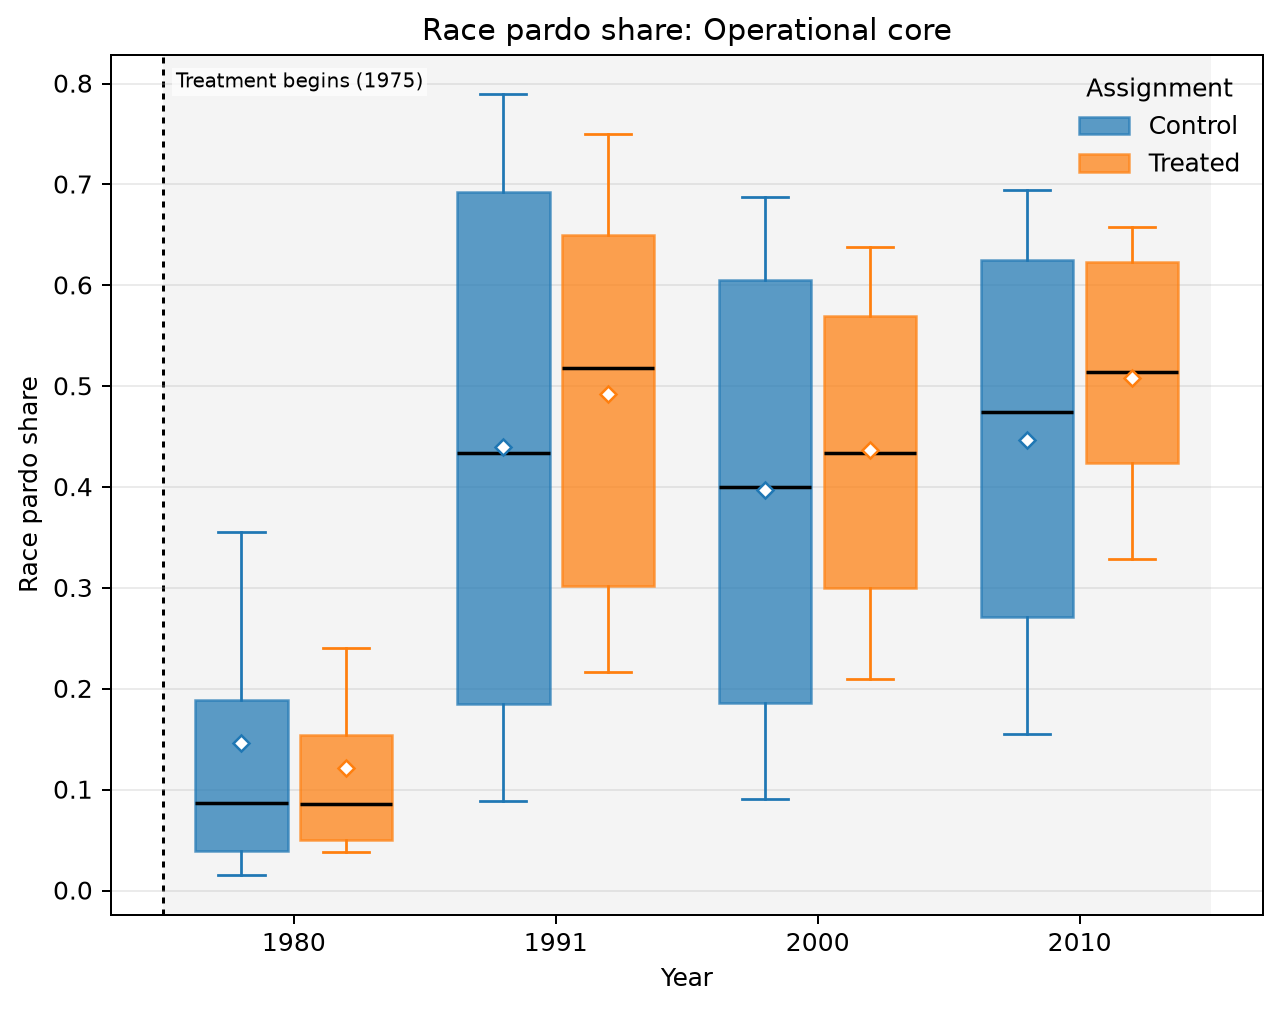 Race pardo share: Operational core
Treatment begins (1975)
Assignment
Control
Treated
Race pardo share
0.8
0.7
0.6
0.5
0.4
0.3
0.2
0.1
0.0
1980
1991
2000
2010
Year